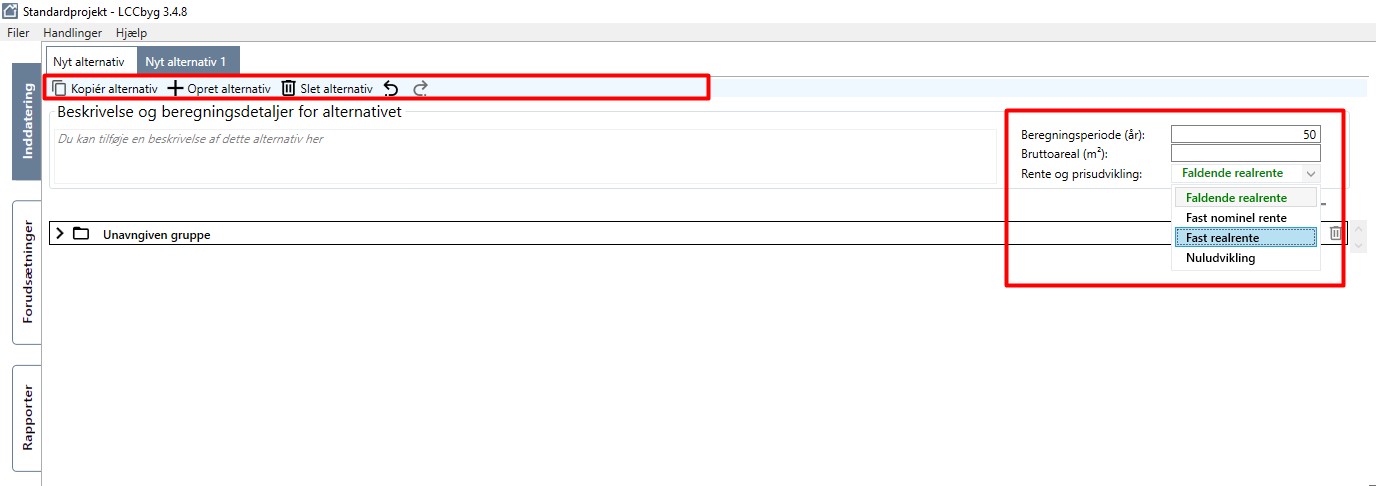 Standardprojekt - LCCbyg 3.4.8
Filer Handlinger Hjælp
Nyt alternativ Nyt alternativ 1
Kopiér alternativ Opret alternativ Slet alternativ
Beskrivelse og beregningsdetaljer for alternativet
Du kan tilføje en beskrivelse af dette alternativ her
Beregningsperiode (år): 50
Bruttoareal (m²):
Rente og prisudvikling: Faldende realrente
Faldende realrente
Fast nominel rente
Fast realrente
Nuludvikling
Unavngiven gruppe
Inddatering
Forudsætninger
Rapporter